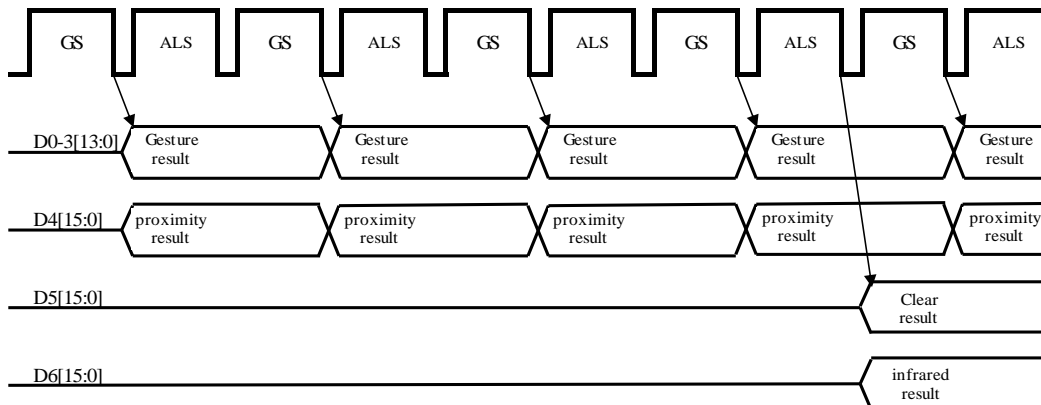 GS ALS GS ALS GS ALS GS ALS GS ALS
D0-3[13:0] Gesture Gesture Gesture Gesture Gesture
result result result result result
D4[15:0] proximity proximity proximity proximity proximity
result result result result result
D5[15:0] Clear
result
D6[15:0] infrared
result